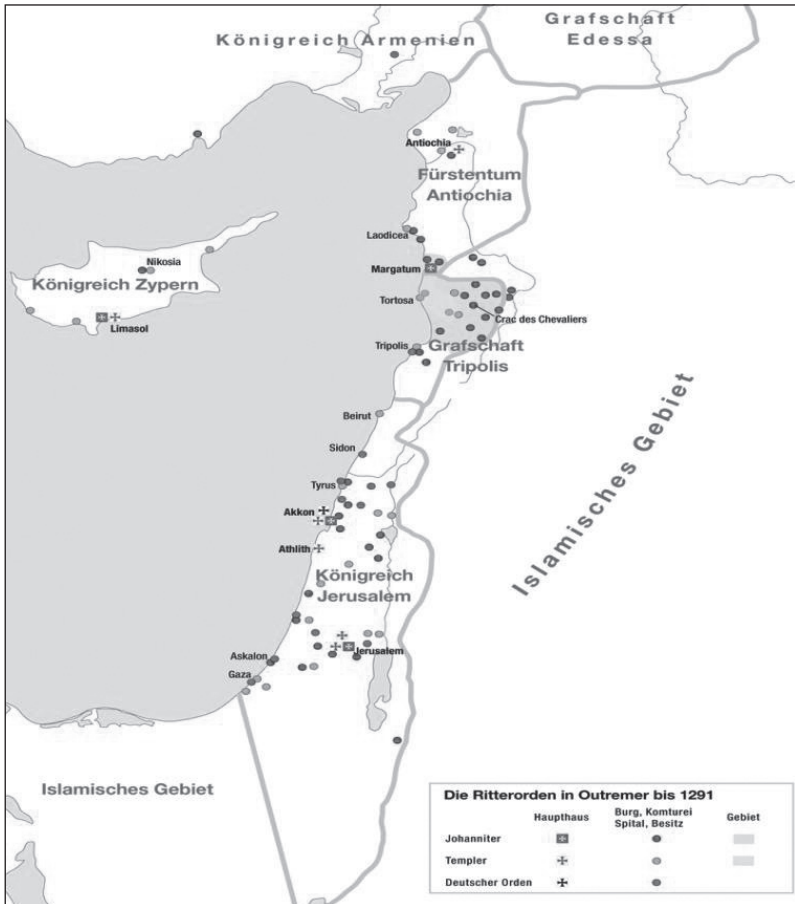 Königreich Armenien
Grafschaft
Edessa
Antiochia
Fürstentum
Antiochia
Laodicea
Margatum
Nikosia
Königreich Zypern
Limasol
Tortosa
Crac des Chevaliers
Tripolis
Grafschaft
Tripolis
Beirut
Sidon
Tyrus
Akkon
Athlith
Königreich
Jerusalem
Jerusalem
Askalon
Gaza
Islamisches Gebiet
Islamisches Gebiet
Die Ritterorden in Outremer bis 1291
Haupthaus
Burg, Komturei
Spital, Besitz
Gebiet
Johanniter
Templer
Deutscher Orden